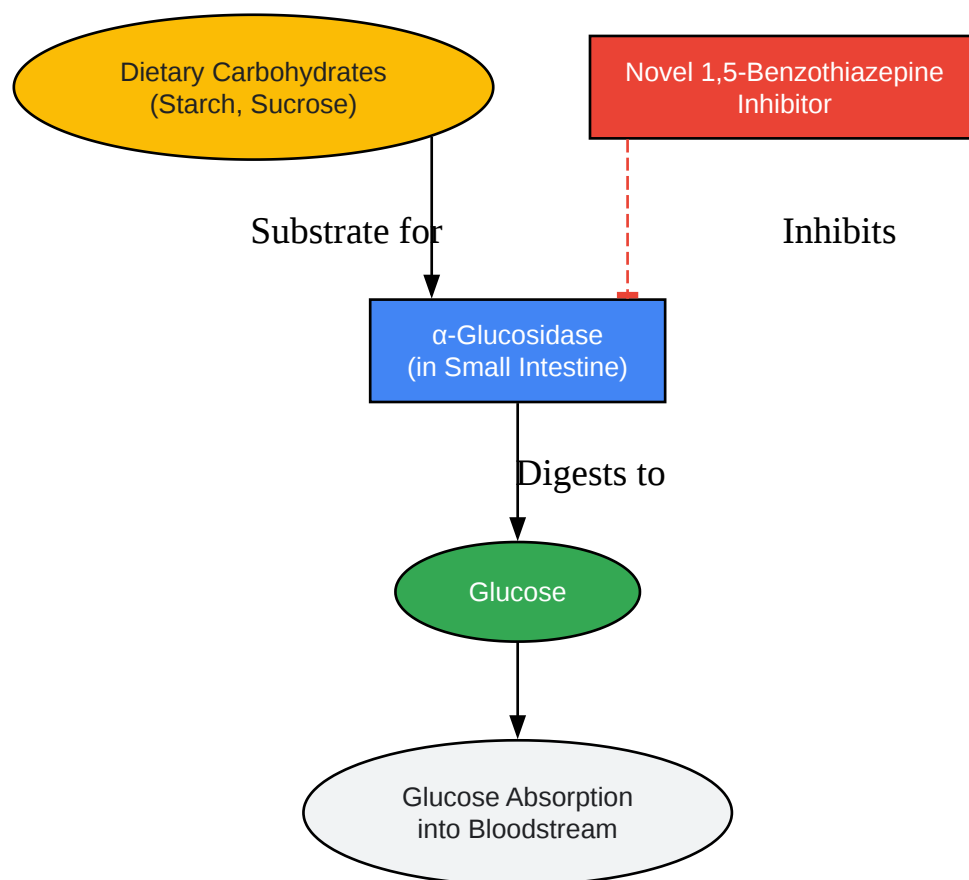 Dietary Carbohydrates
(Starch, Sucrose)
Novel 1,5-Benzothiazepine
Inhibitor
Substrate for
Inhibits
α-Glucosidase
(in Small Intestine)
Digests to
Glucose
Glucose Absorption
into Bloodstream